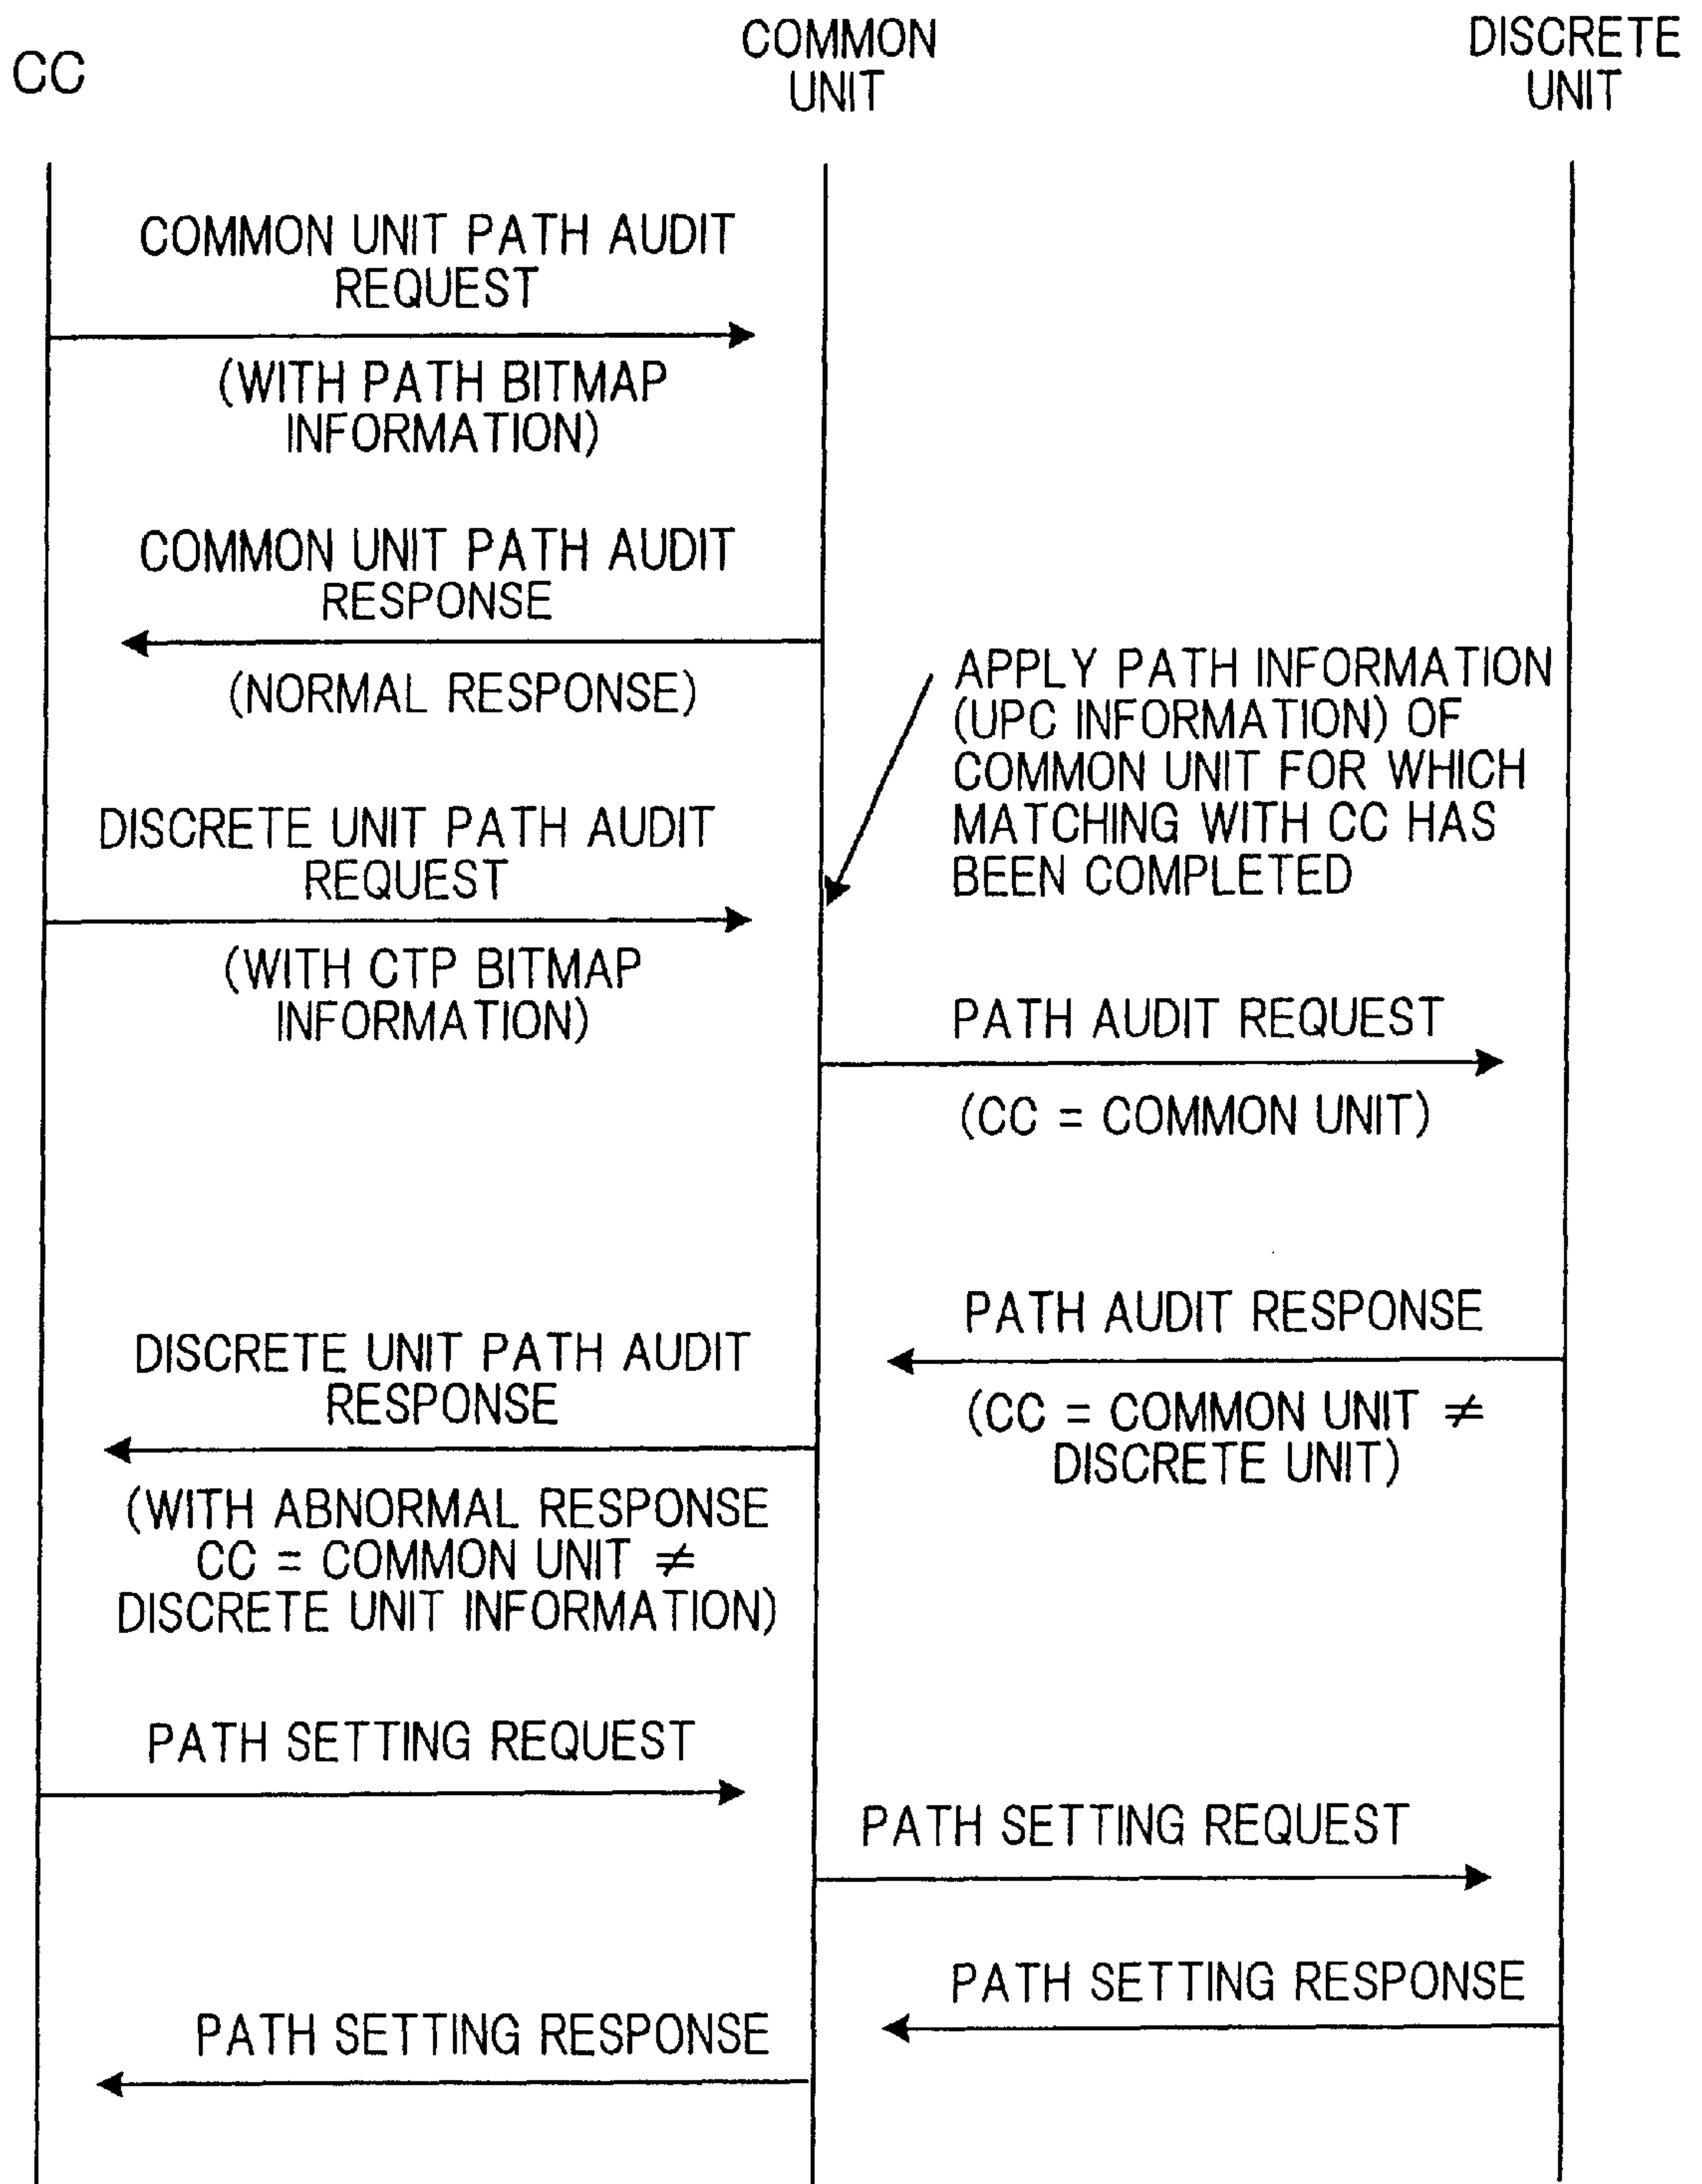 CC
COMMON
UNIT
DISCRETE
UNIT
COMMON UNIT PATH AUDIT
REQUEST
(WITH PATH BITMAP
INFORMATION)
COMMON UNIT PATH AUDIT
RESPONSE
(NORMAL RESPONSE)
APPLY PATH INFORMATION
(UPC INFORMATION) OF
COMMON UNIT FOR WHICH
MATCHING WITH CC HAS
BEEN COMPLETED
DISCRETE UNIT PATH AUDIT
REQUEST
(WITH CTP BITMAP
INFORMATION)
PATH AUDIT REQUEST
(CC = COMMON UNIT)
PATH AUDIT RESPONSE
(CC = COMMON UNIT ≠
DISCRETE UNIT)
DISCRETE UNIT PATH AUDIT
RESPONSE
(WITH ABNORMAL RESPONSE
CC = COMMON UNIT ≠
DISCRETE UNIT INFORMATION)
PATH SETTING REQUEST
PATH SETTING REQUEST
PATH SETTING RESPONSE
PATH SETTING RESPONSE